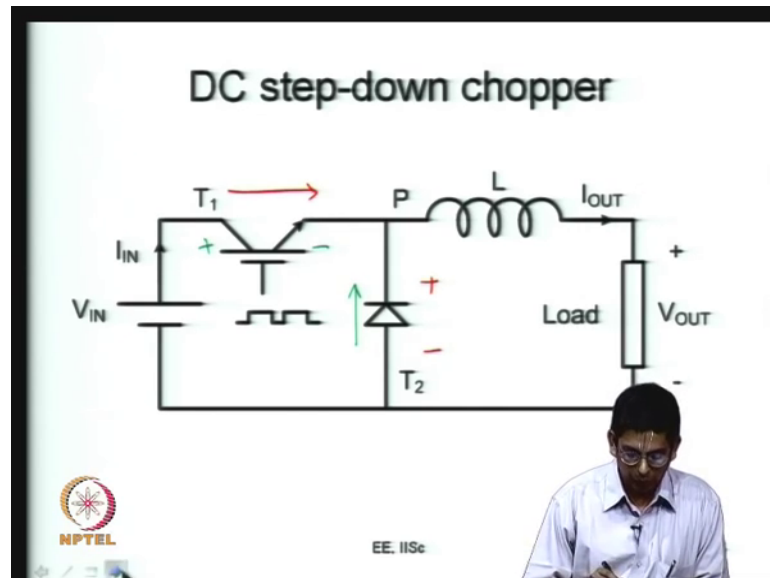 DC step-down chopper
T1
P
L
IOUT
+
-
IIN
+
VIN
+
Load
VOUT
-
T2
-
NPTEL
EE, IISc